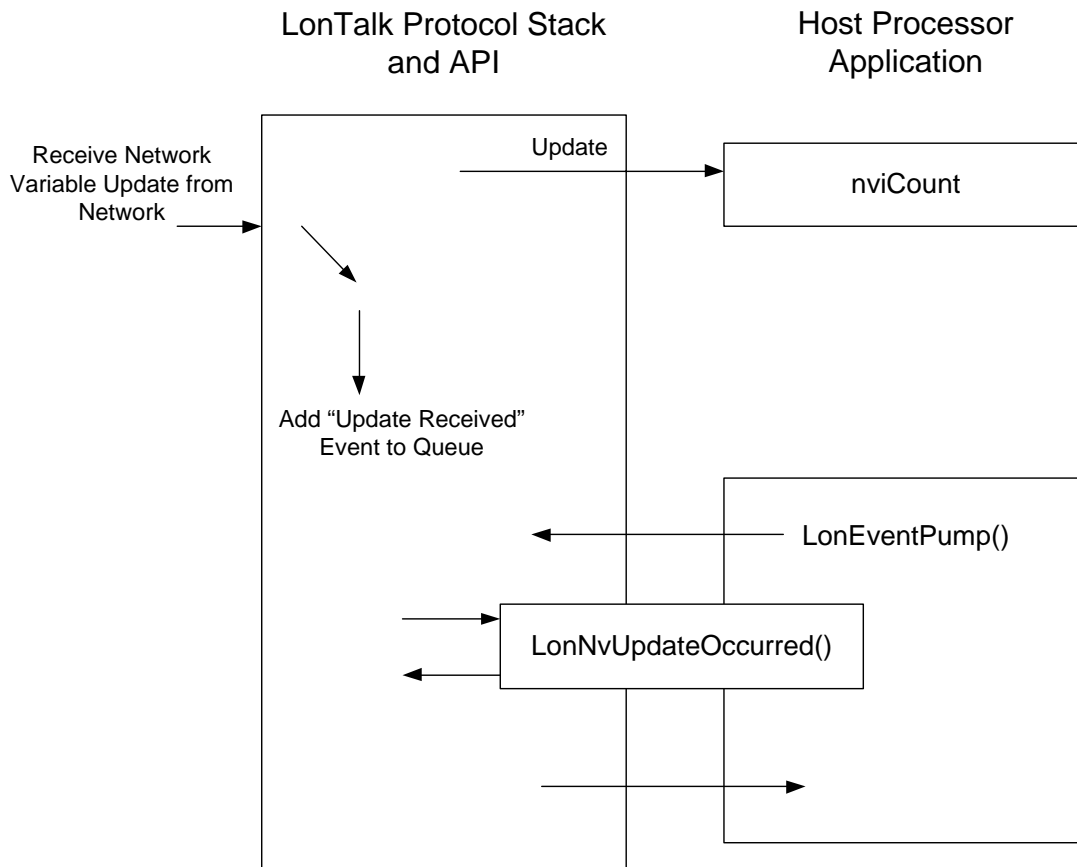 LonTalk Protocol Stack
and API
Host Processor
Application
Receive Network
Variable Update from
Network
Update
nviCount
Add “Update Received”
Event to Queue
LonEventPump()
LonNvUpdateOccurred()